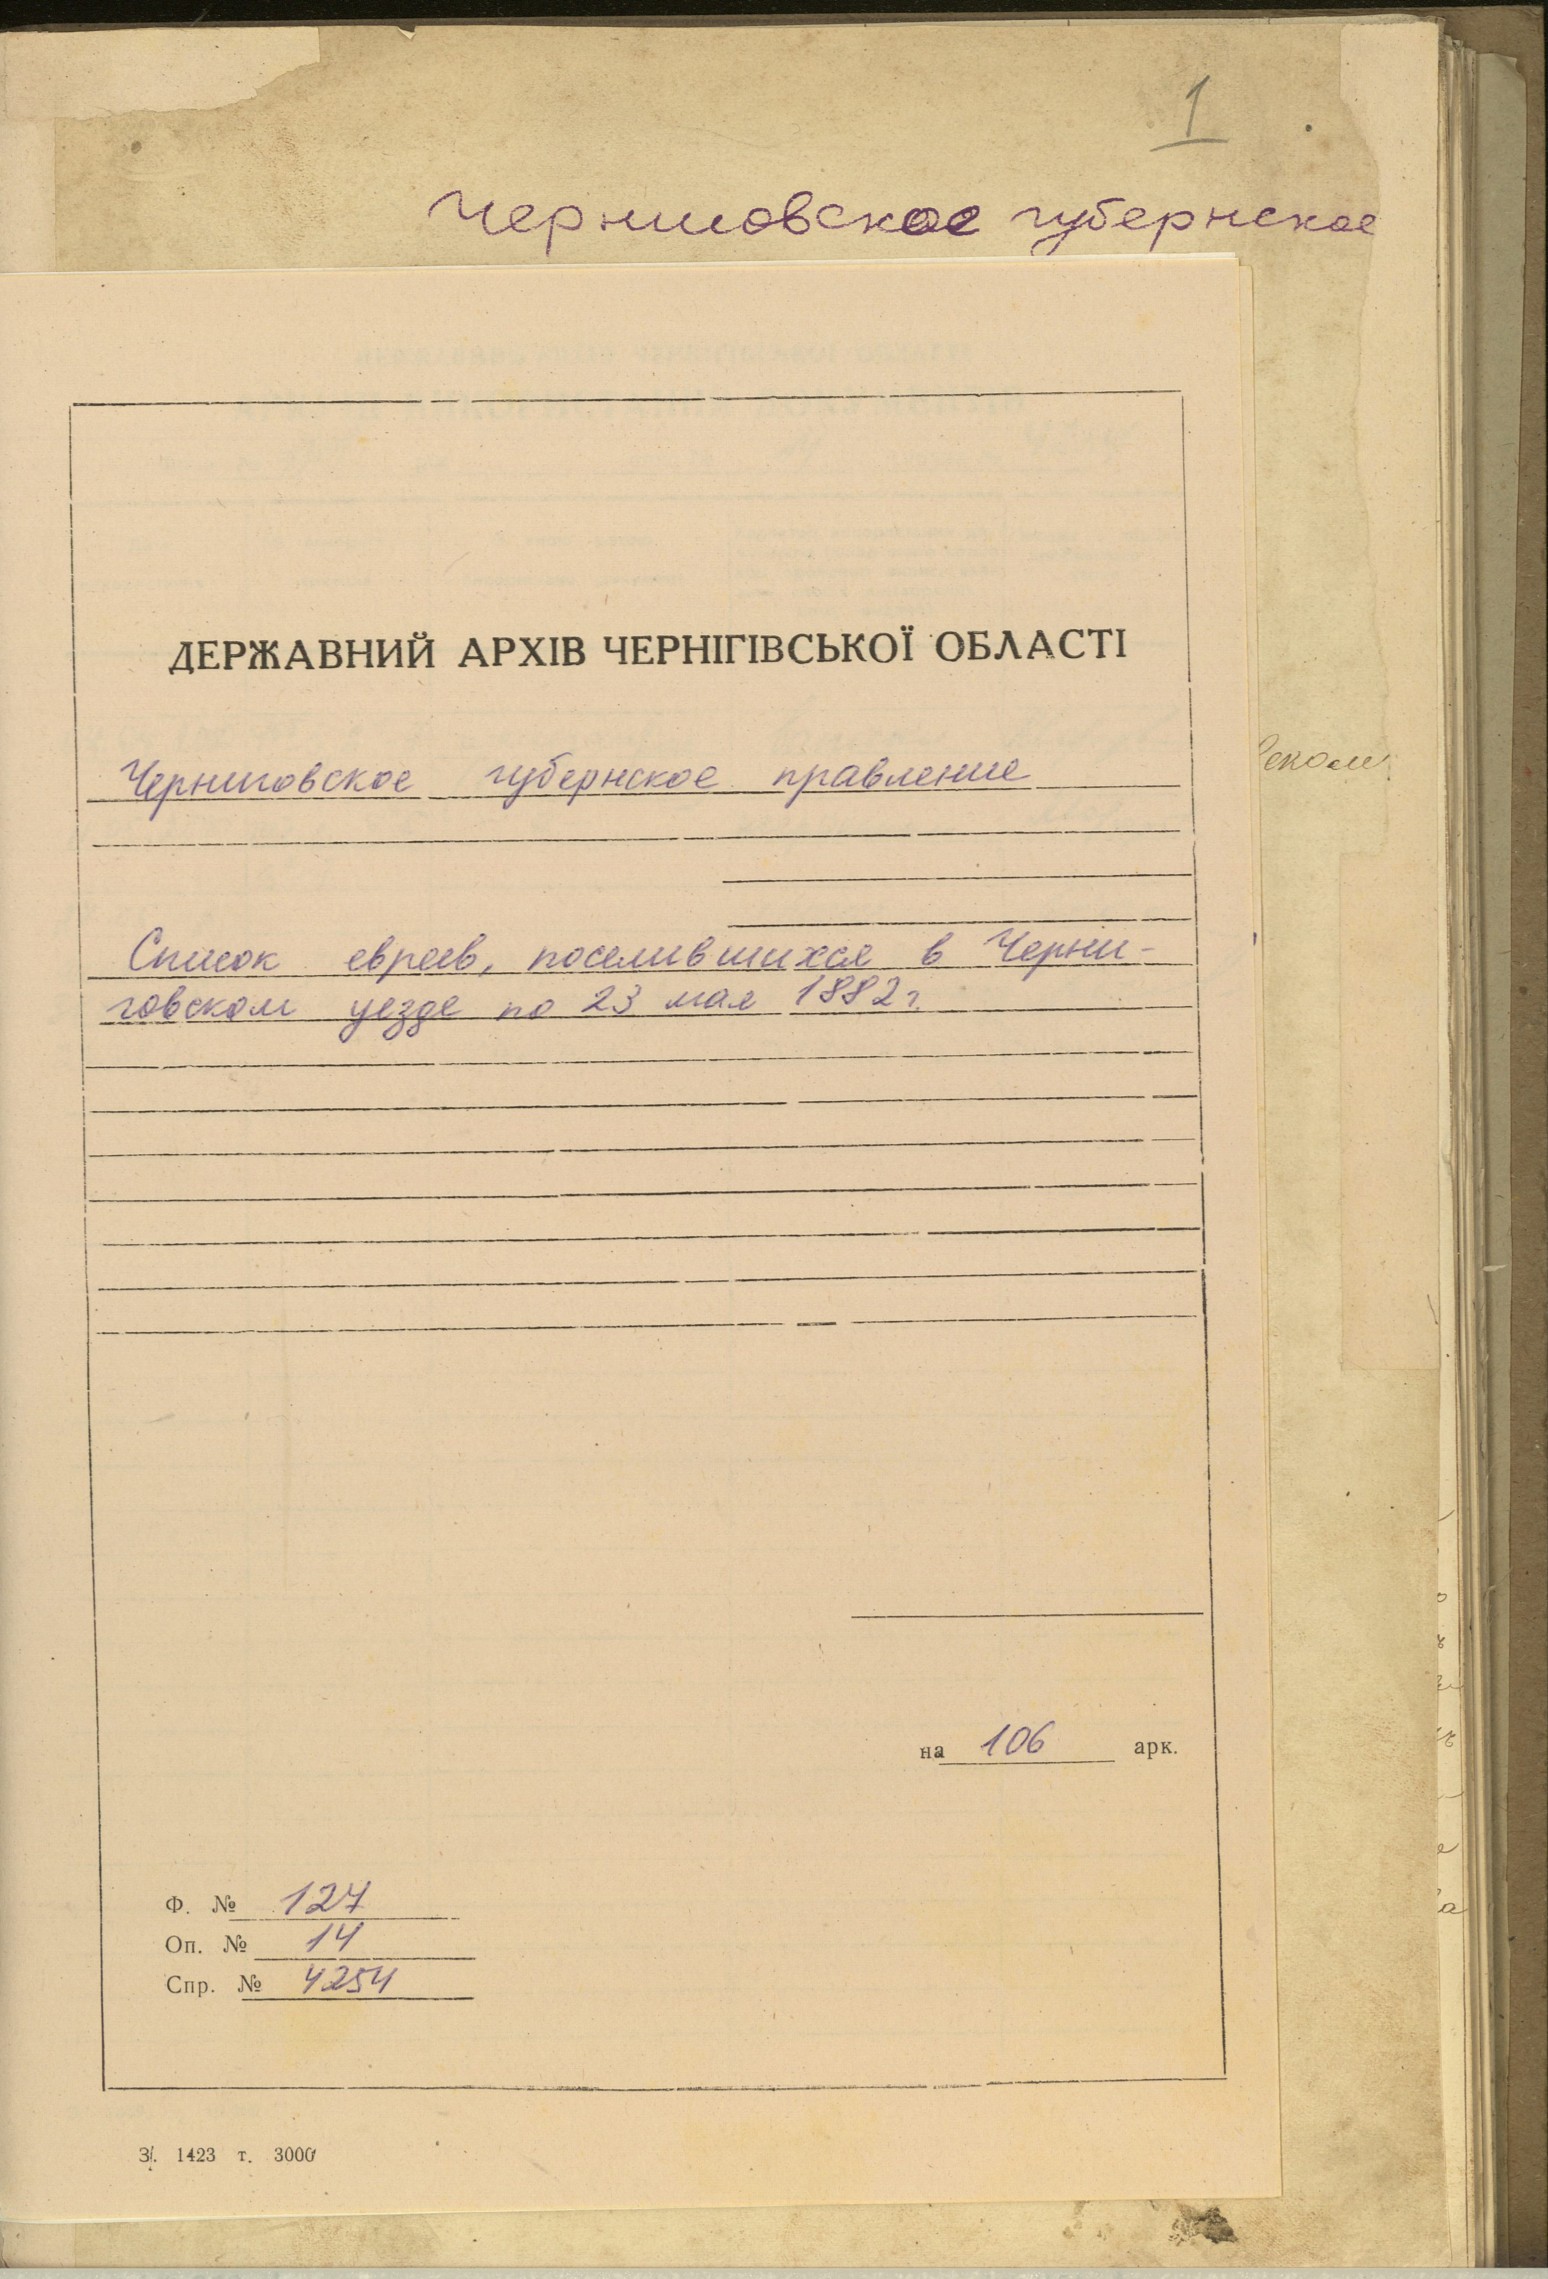 1
Черниговское губернское
ДЕРЖАВНИЙ АРХІВ ЧЕРНІГІВСЬКОЇ ОБЛАСТІ
Черниговское губернское правление
Список евреев, поселившихся в Черни-
говском уезде по 23 мая 1882 г.
на 106 арк.
Ф. № 127
Оп. № 14
Спр. № 4254
З. 1423 т. 3000